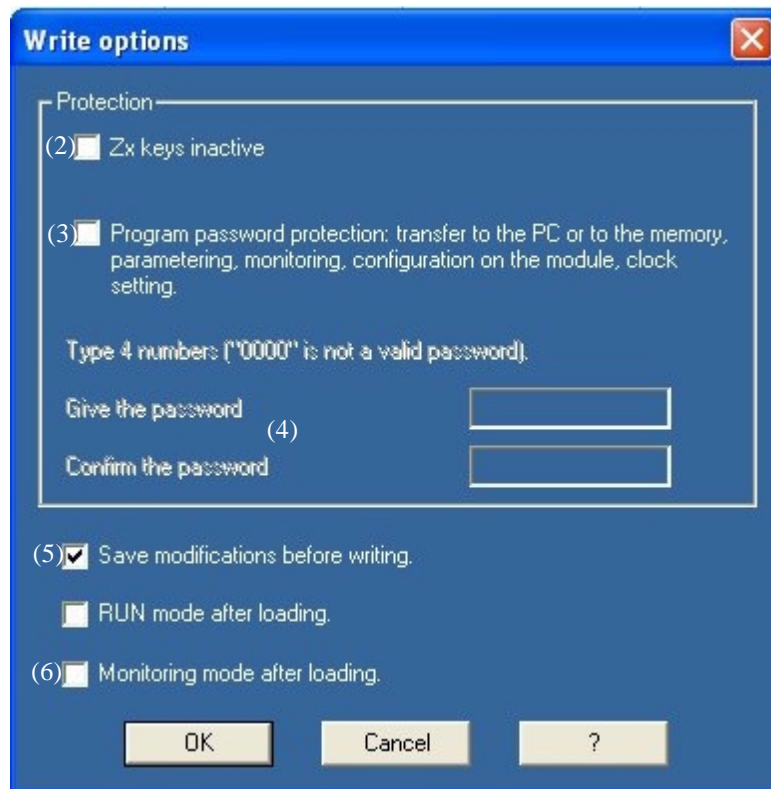 Write options
Protection
(2) Zx keys inactive
(3) Program password protection: transfer to the PC or to the memory,
parametering, monitoring, configuration on the module, clock
setting.
Type 4 numbers ("0000" is not a valid password).
Give the password
(4)
Confirm the password
(5) Save modifications before writing.
RUN mode after loading.
(6) Monitoring mode after loading.
OK Cancel ?